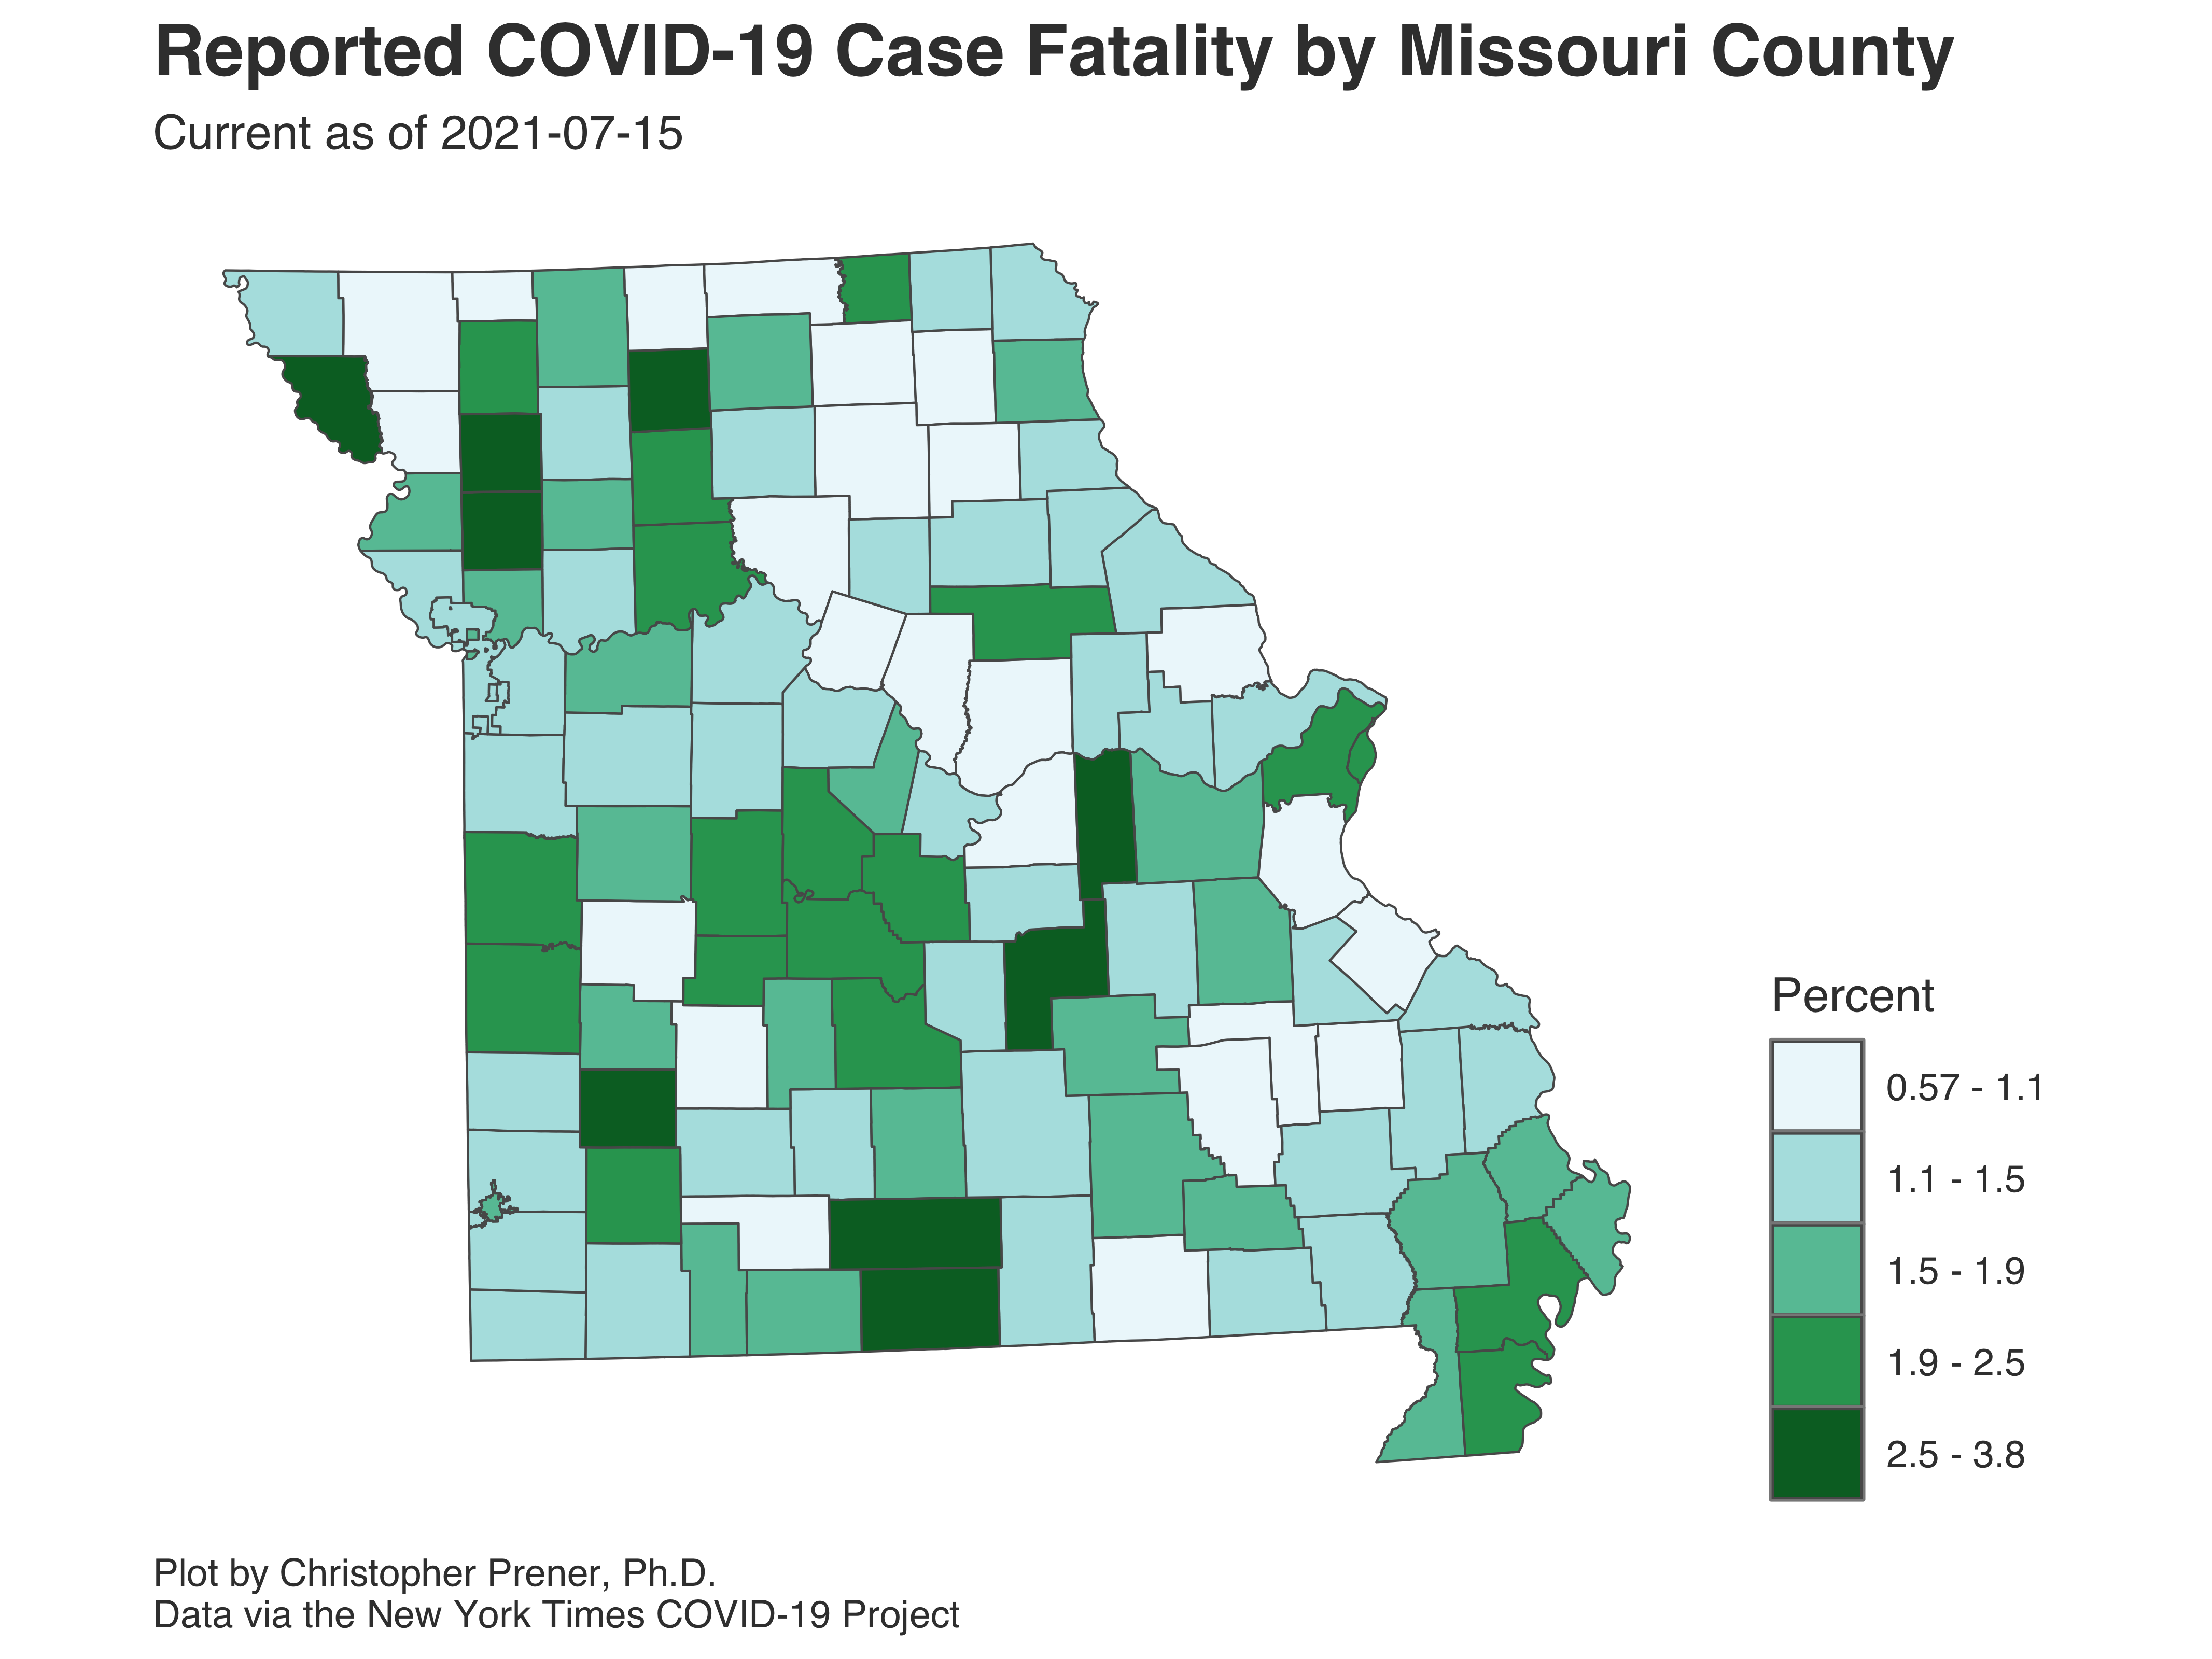 Reported COVID-19 Case Fatality by Missouri County
Current as of 2021-07-15
Percent
0.57 - 1.1
1.1 - 1.5
1.5 - 1.9
1.9 - 2.5
2.5 - 3.8
Plot by Christopher Prener, Ph.D.
Data via the New York Times COVID-19 Project